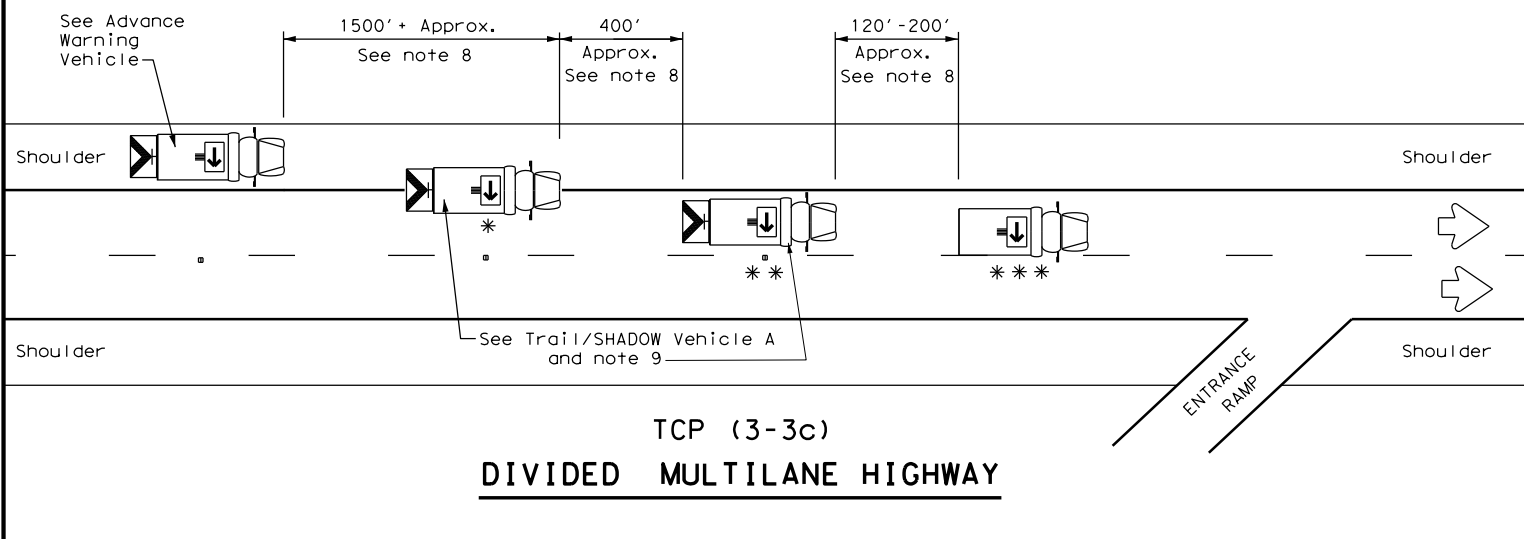 See Advance
Warning
Vehicle
1500'+ Approx.
See note 8
400'
Approx.
See note 8
120'-200'
Approx.
See note 8
Shoulder
Shoulder
*
**
***
See Trail/SHADOW Vehicle A
and note 9
Shoulder
Shoulder
ENTRANCE
RAMP
TCP (3-3c)
DIVIDED MULTILANE HIGHWAY